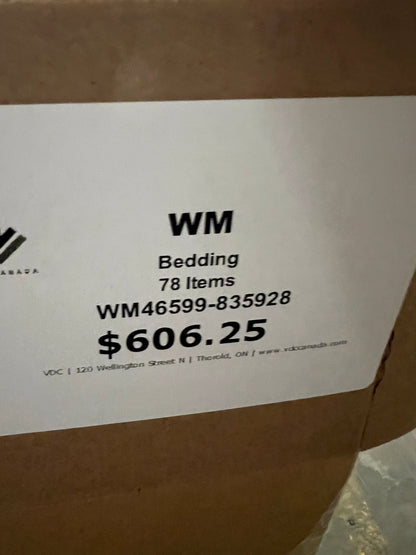 WM
Bedding
78 Items
WM46599-835928
$606.25
VDC | 120 Wellington Street N | Thorold, ON | www.vdccanada.com